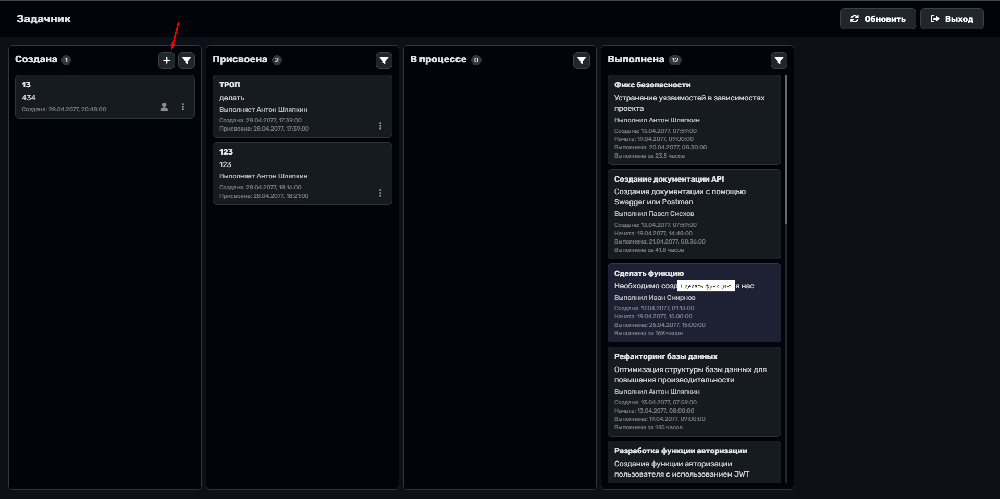 Задачник
Обновить
Выход
Создана 1
13
434
Создана: 28.04.2077, 20:48:00
Присвоена 2
ТРОП
делать
Выполняет Антон Шляпкин
Создана: 28.04.2077, 17:39:00
Присвоена: 28.04.2077, 17:39:00
123
123
Выполняет Антон Шляпкин
Создана: 28.04.2077, 18:16:00
Присвоена: 28.04.2077, 18:21:00
В процессе 0
Выполнена 12
Фикс безопасности
Устранение уязвимостей в зависимостях
проекта
Выполнил Антон Шляпкин
Создана: 13.04.2077, 07:59:00
Начата: 19.04.2077, 09:00:00
Выполнена: 20.04.2077, 08:30:00
Выполнена за 23.5 часов
Создание документации API
Создание документации с помощью
Swagger или Postman
Выполнил Павел Смехов
Создана: 13.04.2077, 07:59:00
Начата: 19.04.2077, 14:48:00
Выполнена: 21.04.2077, 08:36:00
Выполнена за 41.8 часов
Сделать функцию
Необходимо созд
Сделать функцию
я нас
Выполнил Иван Смирнов
Создана: 17.04.2077, 01:13:00
Начата: 19.04.2077, 15:00:00
Выполнена: 26.04.2077, 15:00:00
Выполнена за 168 часов
Рефакторинг базы данных
Оптимизация структуры базы данных для
повышения производительности
Выполнил Антон Шляпкин
Создана: 13.04.2077, 07:59:00
Начата: 13.04.2077, 08:00:00
Выполнена: 19.04.2077, 09:00:00
Выполнена за 145 часов
Разработка функции авторизации
Создание функции авторизации
пользователя с использованием JWT